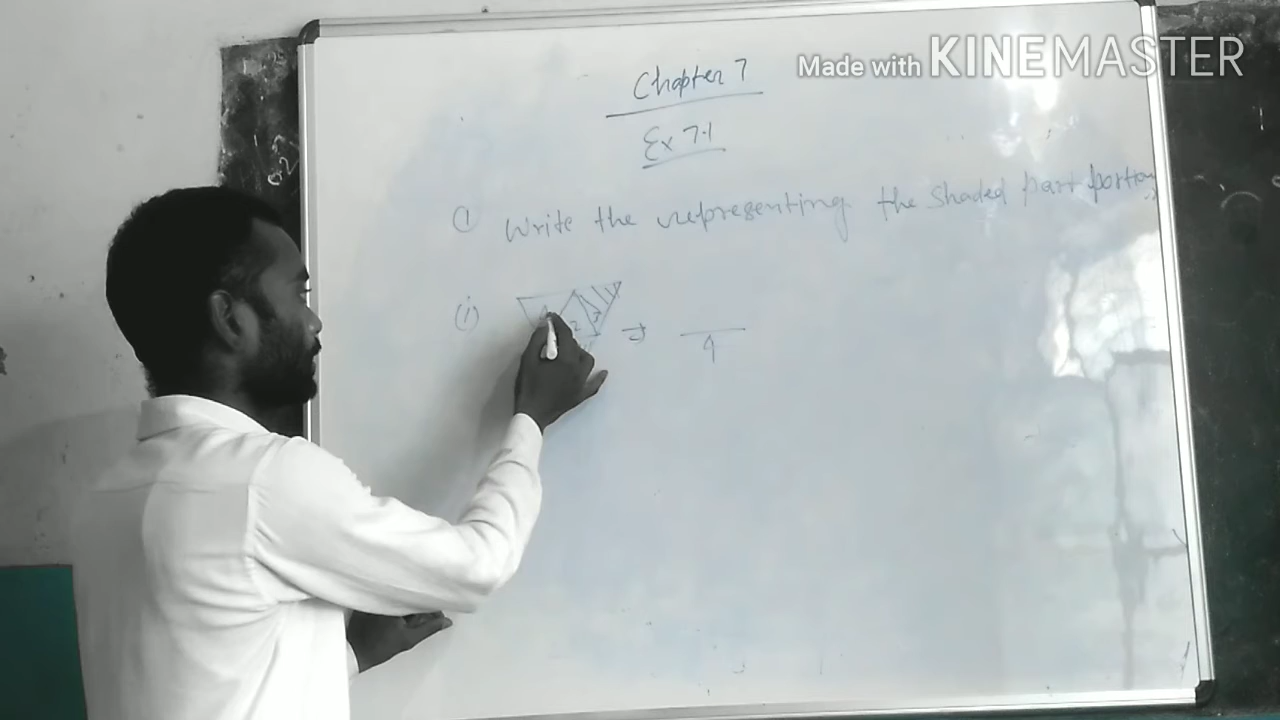 Made with KINEMASTER
Chapter 7
Ex 7.1
① Write the representing the shaded part portion
(i) 2 3 ⇒ 4